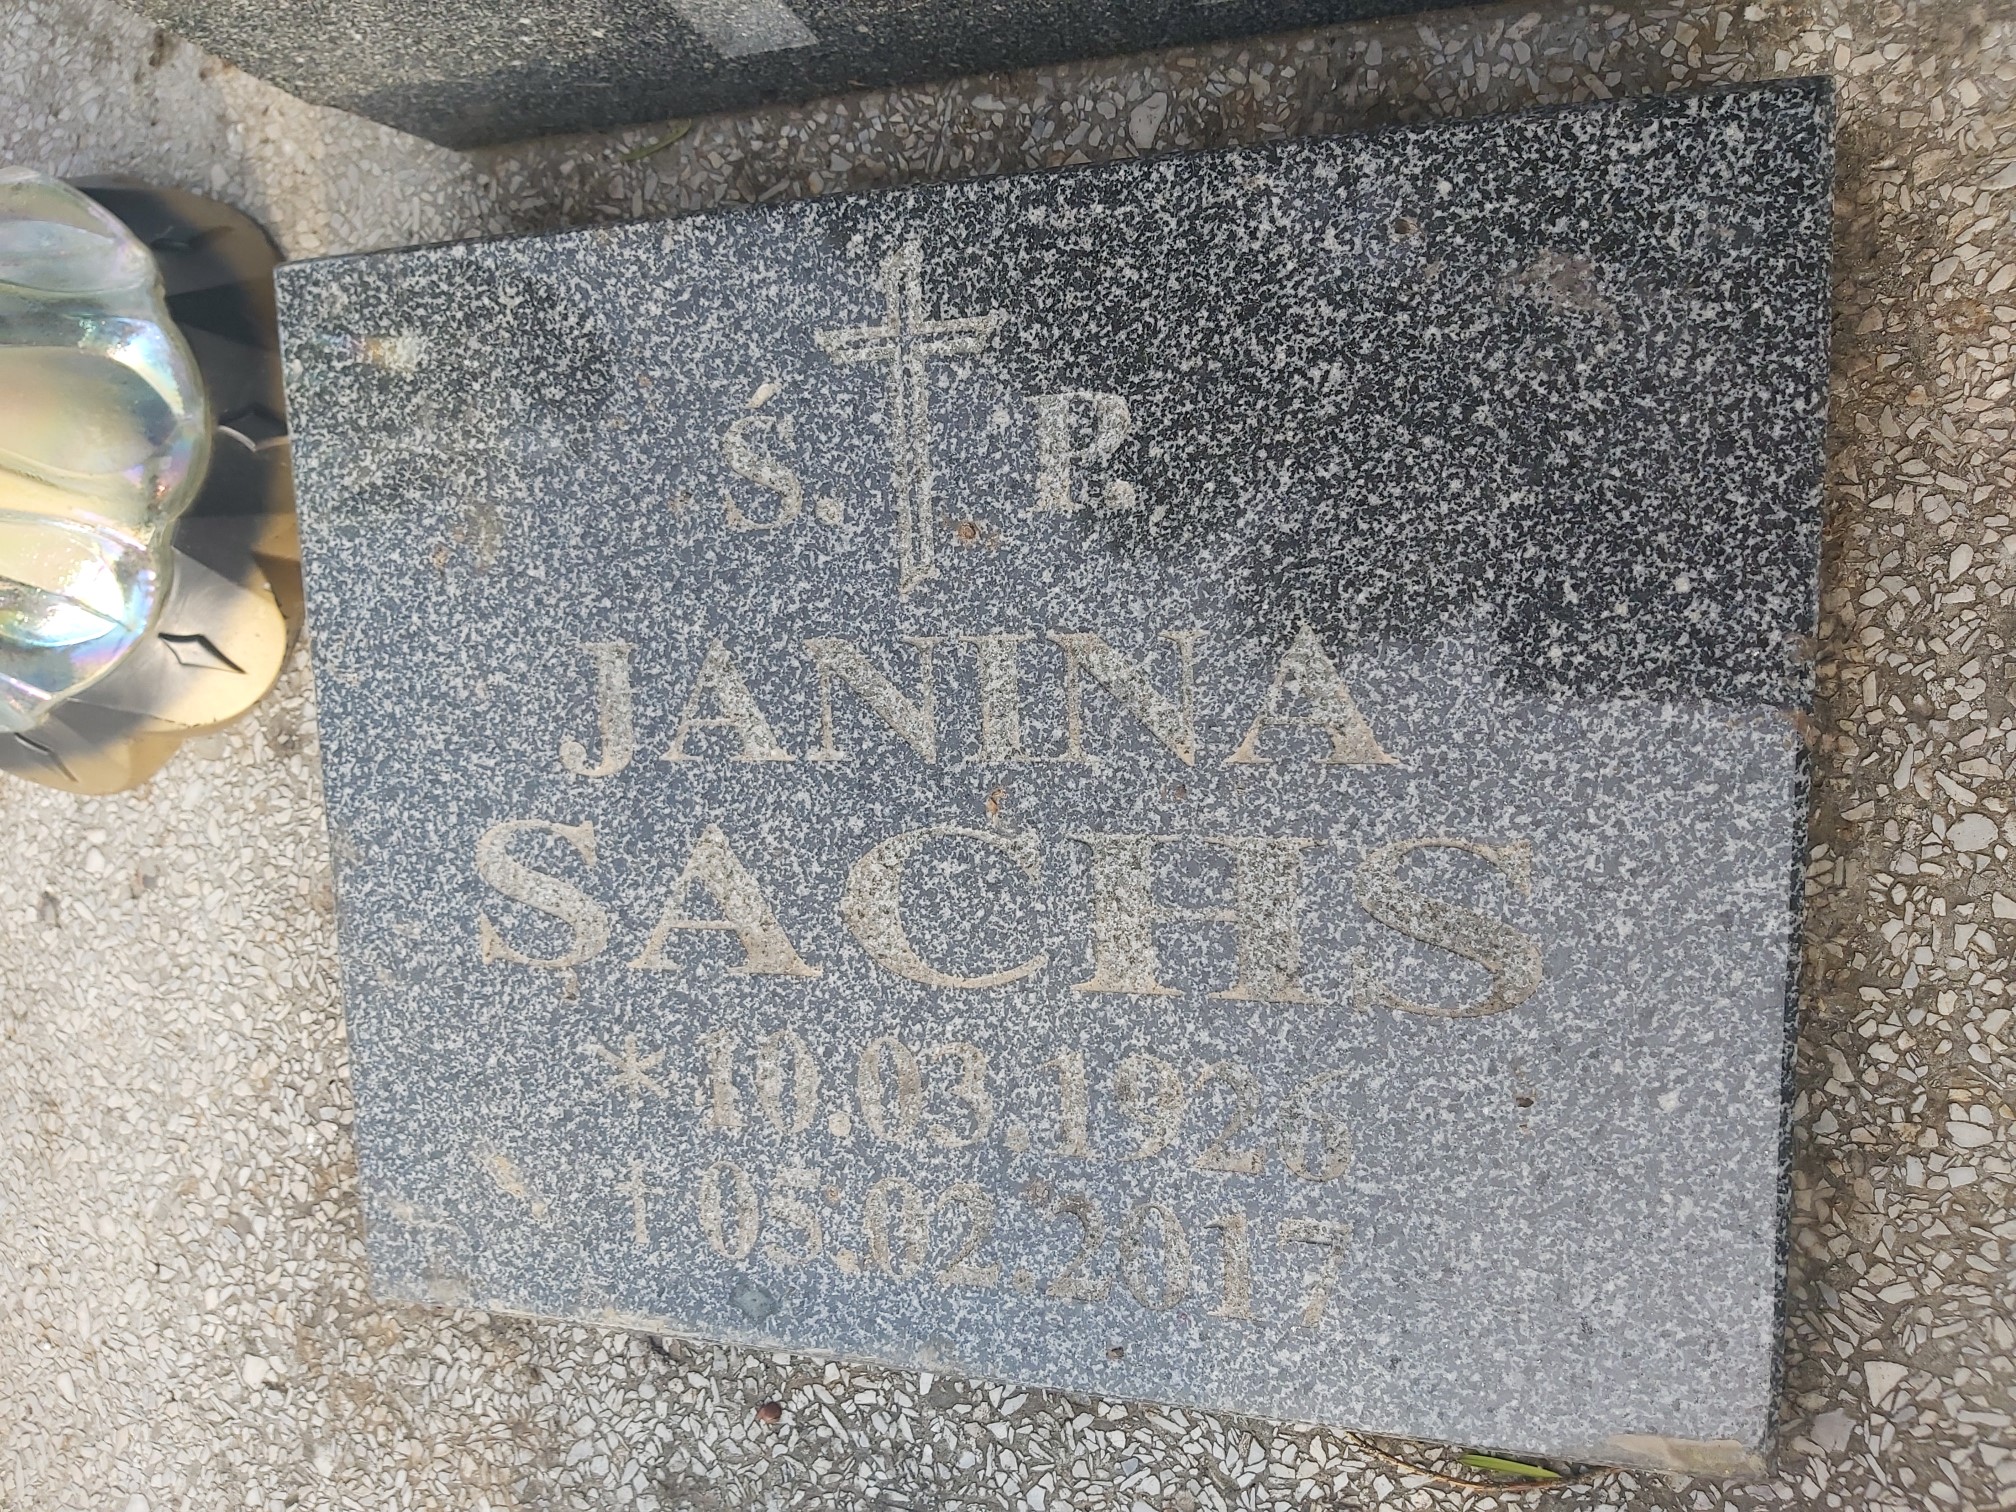 Ś. P.
JANINA
SACHS
* 10.03.1926
† 05.02.2017